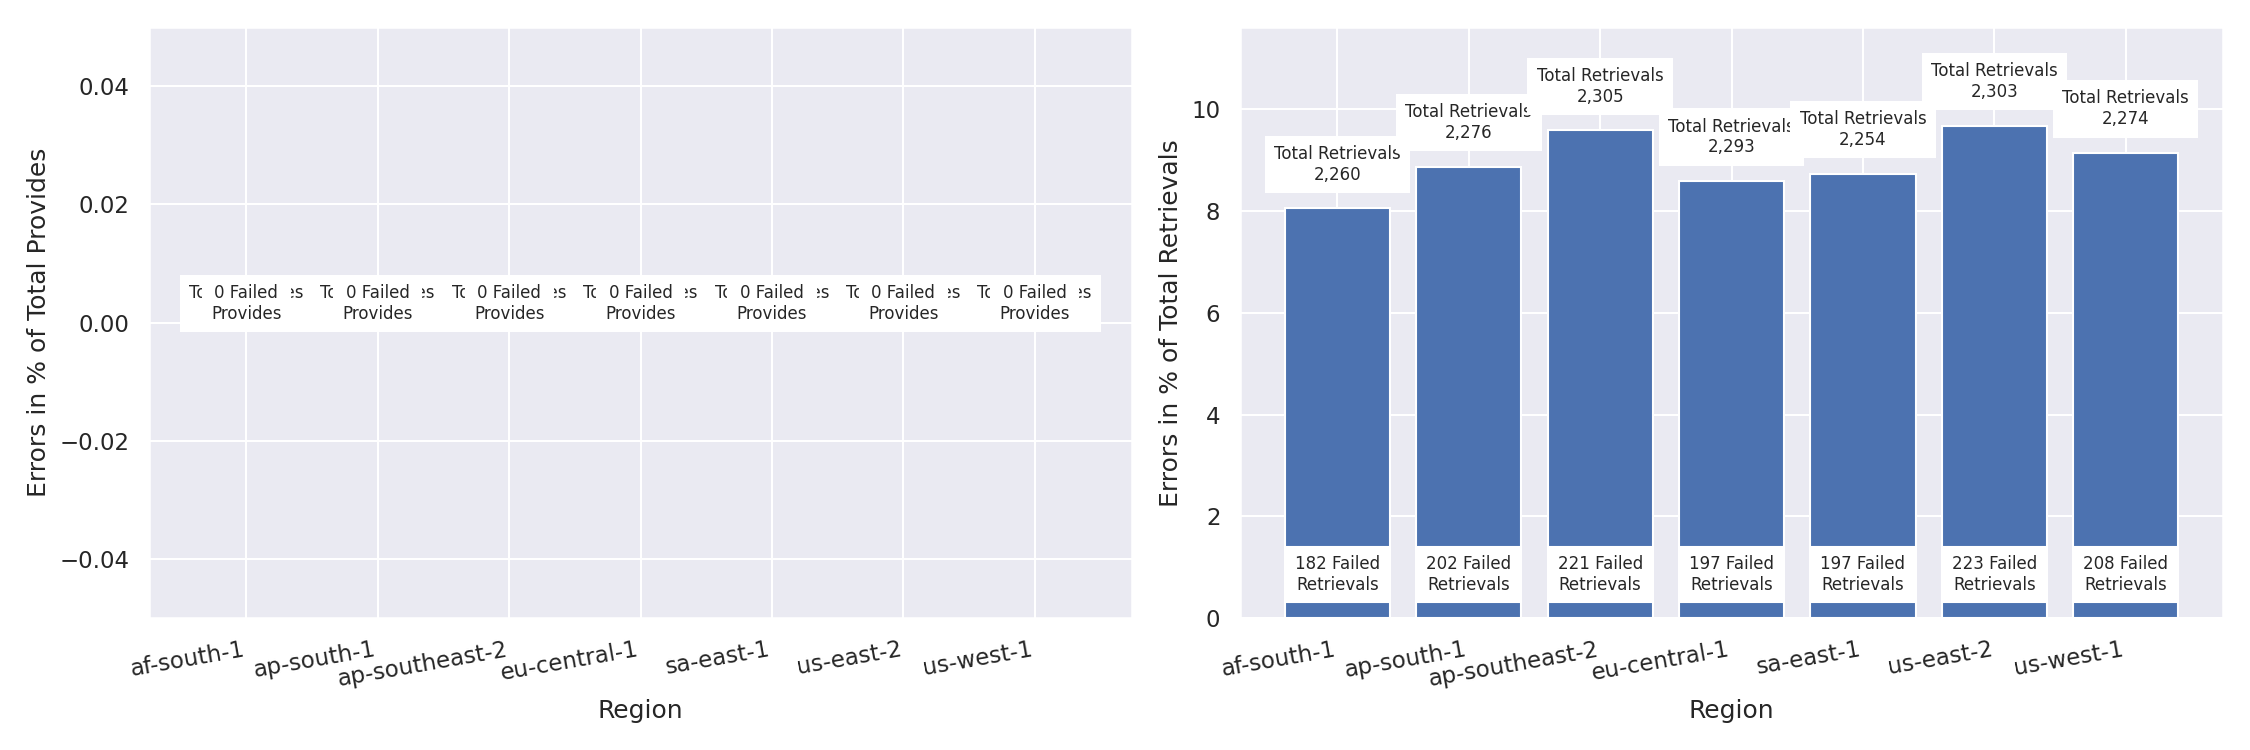 Errors in % of Total Provides
0.04
0.02
0.00
−0.02
−0.04
0 Failed
Provides
0 Failed
Provides
0 Failed
Provides
0 Failed
Provides
0 Failed
Provides
0 Failed
Provides
0 Failed
Provides
af-south-1
ap-south-1
ap-southeast-2
eu-central-1
sa-east-1
us-east-2
us-west-1
Region
Errors in % of Total Retrievals
10
8
6
4
2
0
Total Retrievals
2,260
Total Retrievals
2,276
Total Retrievals
2,305
Total Retrievals
2,293
Total Retrievals
2,254
Total Retrievals
2,303
Total Retrievals
2,274
182 Failed
Retrievals
202 Failed
Retrievals
221 Failed
Retrievals
197 Failed
Retrievals
197 Failed
Retrievals
223 Failed
Retrievals
208 Failed
Retrievals
af-south-1
ap-south-1
ap-southeast-2
eu-central-1
sa-east-1
us-east-2
us-west-1
Region